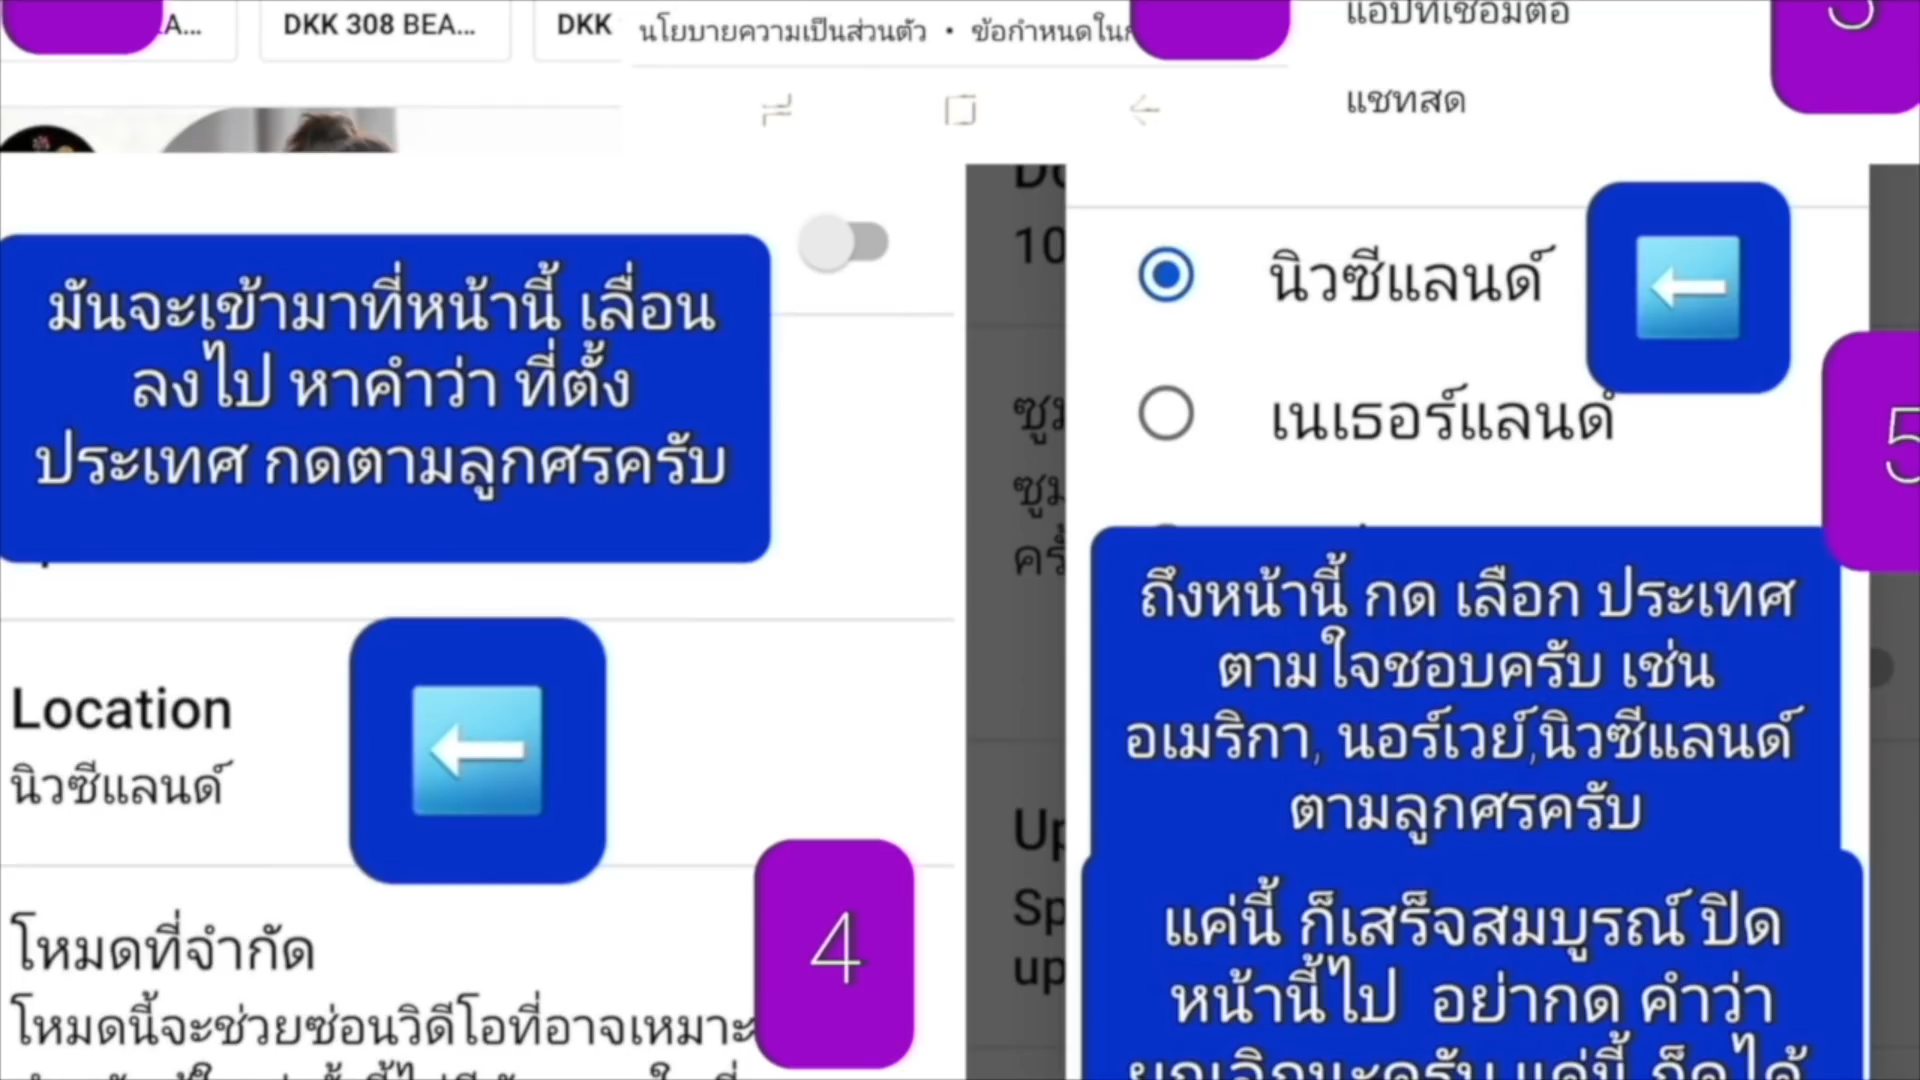 A...
DKK 308 BEA...
DKK
นโยบายความเป็นส่วนตัว • ข้อกำหนดใน
แชทสด
มันจะเข้ามาที่หน้านี้ เลื่อน
ลงไป หาคำว่า ที่ตั้ง
ประเทศ กดตามลูกศรครับ
Location
นิวซีแลนด์
โหมดที่จำกัด
โหมดนี้จะช่วยซ่อนวิดีโอที่อาจเหมาะ
4
10
นิวซีแลนด์
เนเธอร์แลนด์
5
ถึงหน้านี้ กด เลือก ประเทศ
ตามใจชอบครับ เช่น
อเมริกา, นอร์เวย์,นิวซีแลนด์
ตามลูกศรครับ
Up
Sp
up
แค่นี้ ก็เสร็จสมบูรณ์ ปิด
หน้านี้ไป อย่ากด คำว่า